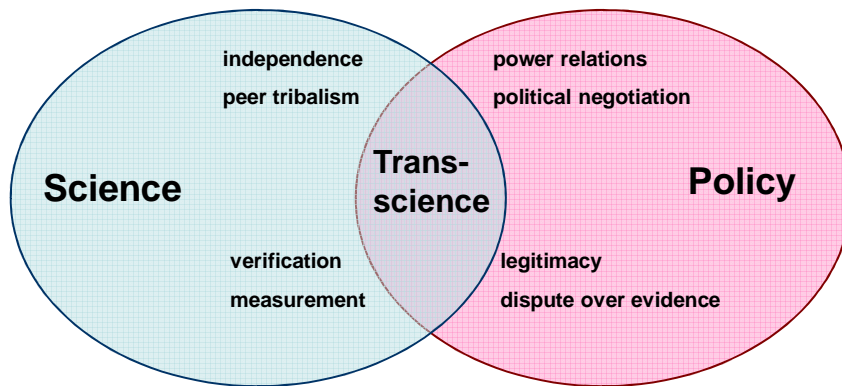 independence
peer tribalism
power relations
political negotiation
Science
Trans-
science
Policy
verification
measurement
legitimacy
dispute over evidence